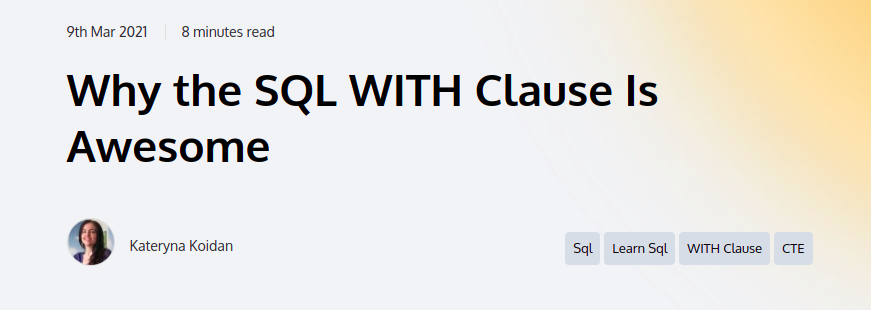 9th Mar 2021 8 minutes read
Why the SQL WITH Clause Is
Awesome
Kateryna Koidan
Sql Learn Sql WITH Clause CTE